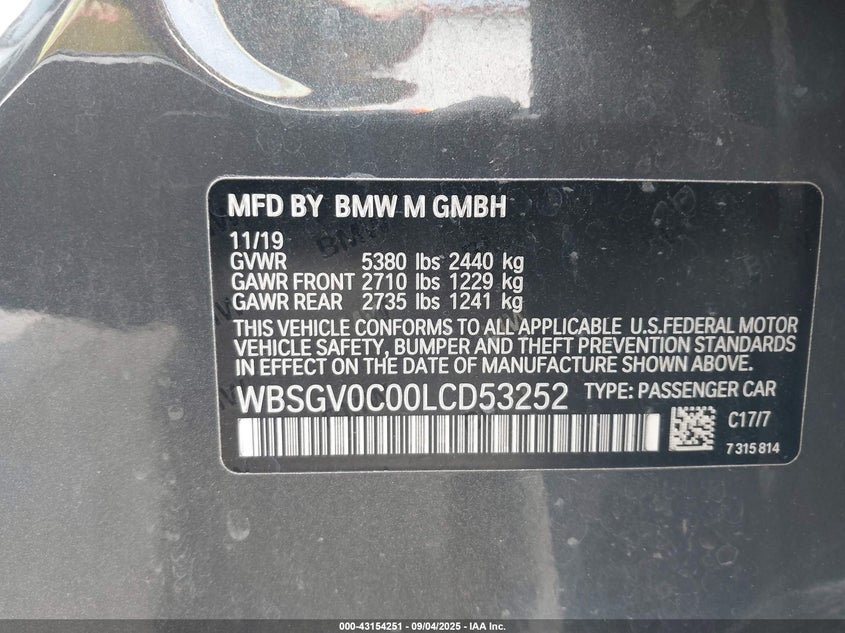 MFD BY BMW M GMBH
11/19
GVWR 5380 lbs 2440 kg
GAWR FRONT 2710 lbs 1229 kg
GAWR REAR 2735 lbs 1241 kg
THIS VEHICLE CONFORMS TO ALL APPLICABLE U.S.FEDERAL MOTOR
VEHICLE SAFETY, BUMPER AND THEFT PREVENTION STANDARDS
IN EFFECT ON THE DATE OF MANUFACTURE SHOWN ABOVE.
WBSGV0C00LCD53252 TYPE: PASSENGER CAR
C17/7
7 315 814
000-43154251 - 09/04/2025 - IAA Inc.